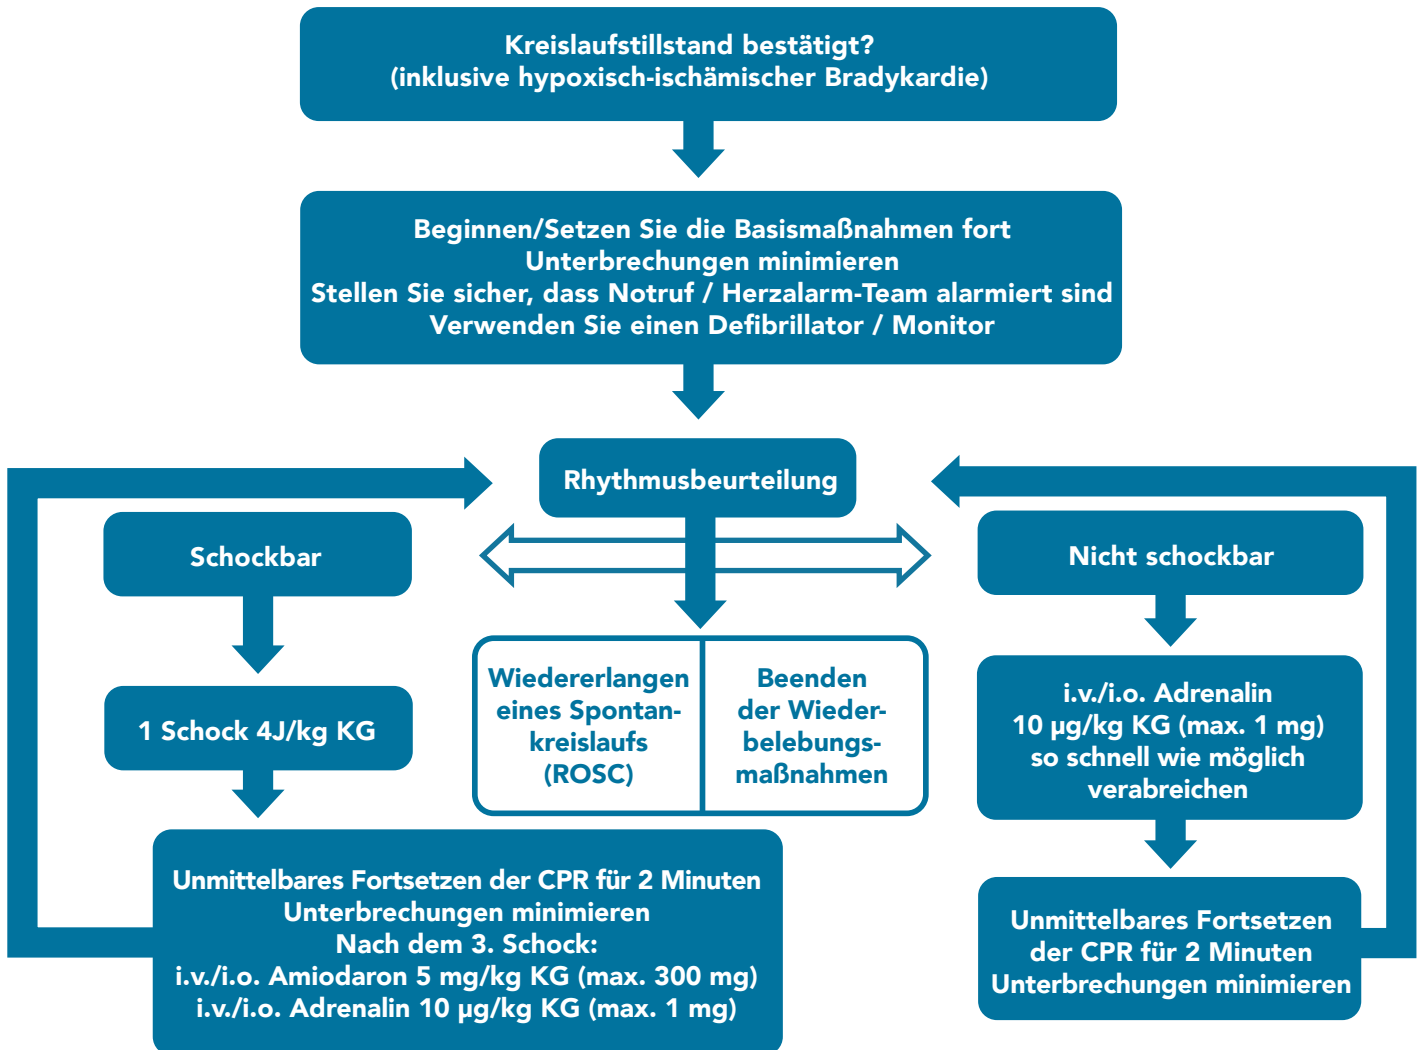 Kreislaufstillstand bestätigt?
(inklusive hypoxisch-ischämischer Bradykardie)
Beginnen/Setzen Sie die Basismaßnahmen fort
Unterbrechungen minimieren
Stellen Sie sicher, dass Notruf / Herzalarm-Team alarmiert sind
Verwenden Sie einen Defibrillator / Monitor
Rhythmusbeurteilung
Schockbar
1 Schock 4J/kg KG
Unmittelbares Fortsetzen der CPR für 2 Minuten
Unterbrechungen minimieren
Nach dem 3. Schock:
i.v./i.o. Amiodaron 5 mg/kg KG (max. 300 mg)
i.v./i.o. Adrenalin 10 µg/kg KG (max. 1 mg)
Wiedererlangen
eines Spontan-
kreislaufs
(ROSC)
Beenden
der Wieder-
belebungs-
maßnahmen
Nicht schockbar
i.v./i.o. Adrenalin
10 µg/kg KG (max. 1 mg)
so schnell wie möglich
verabreichen
Unmittelbares Fortsetzen
der CPR für 2 Minuten
Unterbrechungen minimieren